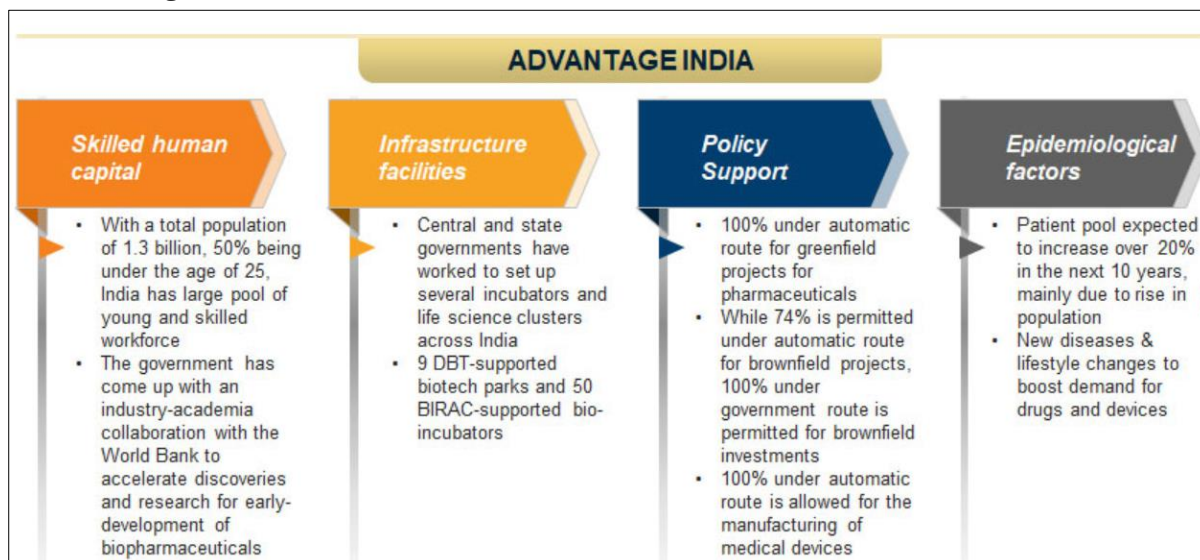 ADVANTAGE INDIA
Skilled human
capital
• With a total population
of 1.3 billion, 50% being
under the age of 25,
India has large pool of
young and skilled
workforce
• The government has
come up with an
industry-academia
collaboration with the
World Bank to
accelerate discoveries
and research for early-
development of
biopharmaceuticals
Infrastructure
facilities
• Central and state
governments have
worked to set up
several incubators and
life science clusters
across India
• 9 DBT-supported
biotech parks and 50
BIRAC-supported bio-
incubators
Policy
Support
• 100% under automatic
route for greenfield
projects for
pharmaceuticals
• While 74% is permitted
under automatic route
for brownfield projects,
100% under
government route is
permitted for brownfield
investments
• 100% under automatic
route is allowed for the
manufacturing of
medical devices
Epidemiological
factors
• Patient pool expected
to increase over 20%
in the next 10 years,
mainly due to rise in
population
• New diseases &
lifestyle changes to
boost demand for
drugs and devices